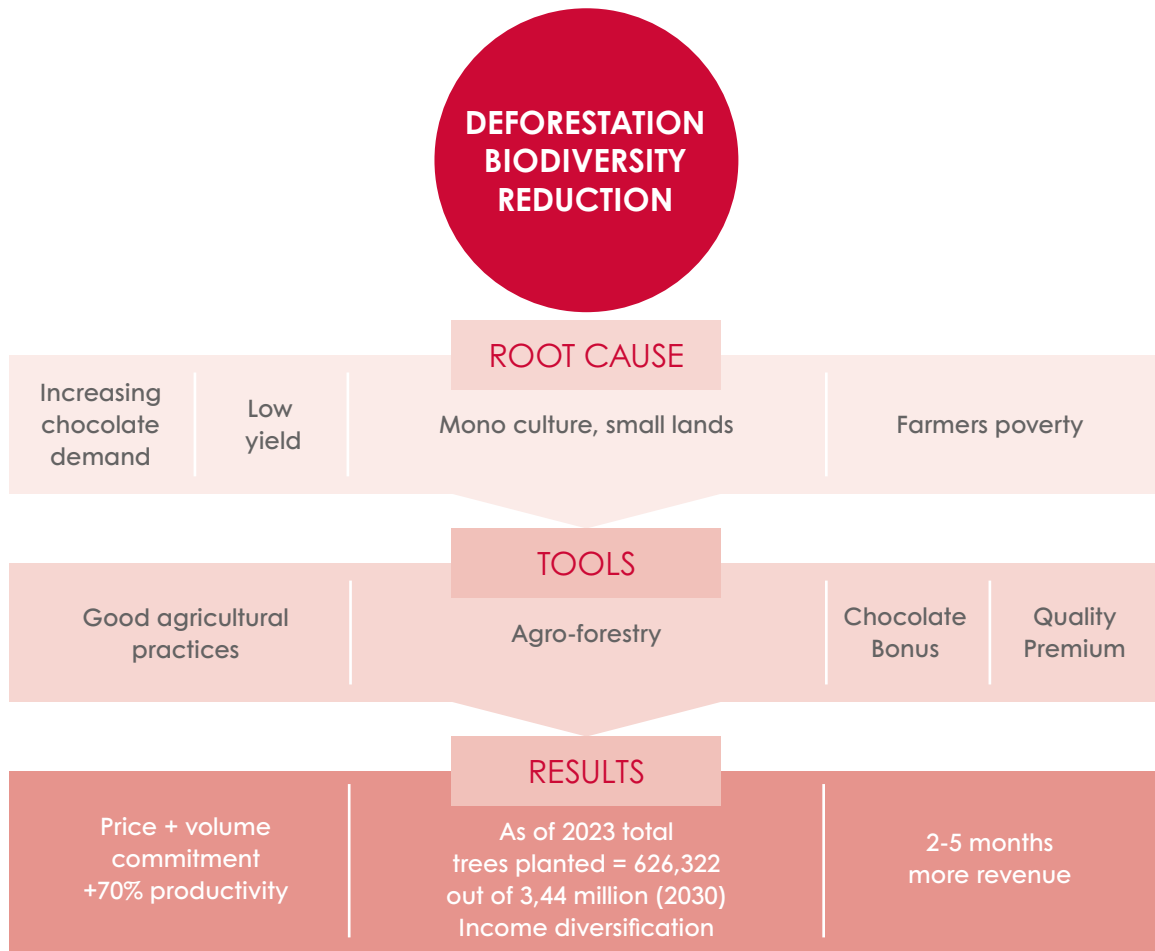 DEFORESTATION
BIODIVERSITY
REDUCTION
ROOT CAUSE
Increasing
chocolate
demand
Low
yield
Mono culture, small lands
Farmers poverty
TOOLS
Good agricultural
practices
Agro-forestry
Chocolate
Bonus
Quality
Premium
RESULTS
Price + volume
commitment
+70% productivity
As of 2023 total
trees planted = 626,322
out of 3,44 million (2030)
Income diversification
2-5 months
more revenue